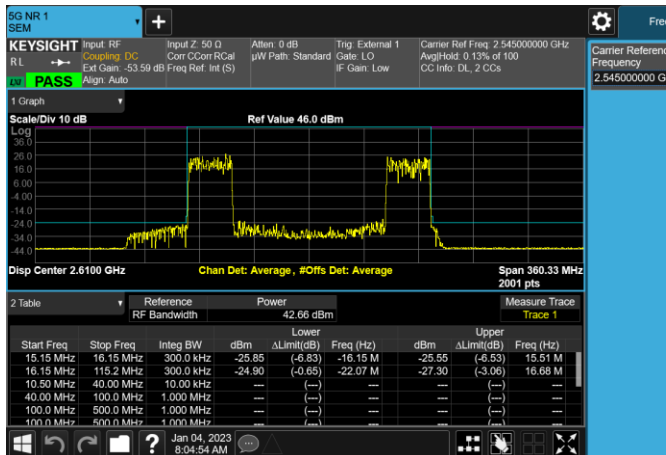 5G NR 1
SEM
Fre
KEYSIGHT Input: RF Input Z: 50 Ω Atten: 0 dB Trig: External 1 Carrier Ref Freq: 2.545000000 GHz
RL Coupling: DC Corr CCorr RCal µW Path: Standard Gate: LO Avg|Hold: 0.13% of 100
Ext Gain: -53.59 dB Freq Ref: Int (S) IF Gain: Low CC Info: DL, 2 CCs
PASS Align: Auto
Carrier Reference
Frequency
2.545000000 G
1 Graph
Scale/Div 10 dB Ref Value 46.0 dBm
Log
36.0
26.0
16.0
6.00
-4.00
-14.0
-24.0
-34.0
-44.0
Disp Center 2.6100 GHz Chan Det: Average, #Offs Det: Average Span 360.33 MHz
2001 pts
2 Table Reference Power Measure Trace
RF Bandwidth 42.66 dBm Trace 1
Lower Upper
Start Freq Stop Freq Integ BW dBm ΔLimit(dB) Freq (Hz) dBm ΔLimit(dB) Freq (Hz)
15.15 MHz 16.15 MHz 300.0 kHz -25.85 (-6.83) -16.15 M -25.55 (-6.53) 15.51 M
16.15 MHz 115.2 MHz 300.0 kHz -24.90 (-0.65) -22.07 M -27.30 (-3.06) 16.68 M
10.50 MHz 40.00 MHz 10.00 kHz --- (---) --- --- (---) ---
40.00 MHz 100.0 MHz 1.000 MHz --- (---) --- --- (---) ---
100.0 MHz 500.0 MHz 1.000 MHz --- (---) --- --- (---) ---
100.0 MHz 500.0 MHz 1.000 MHz --- (---) --- --- (---) ---
? Jan 04, 2023
8:04:54 AM